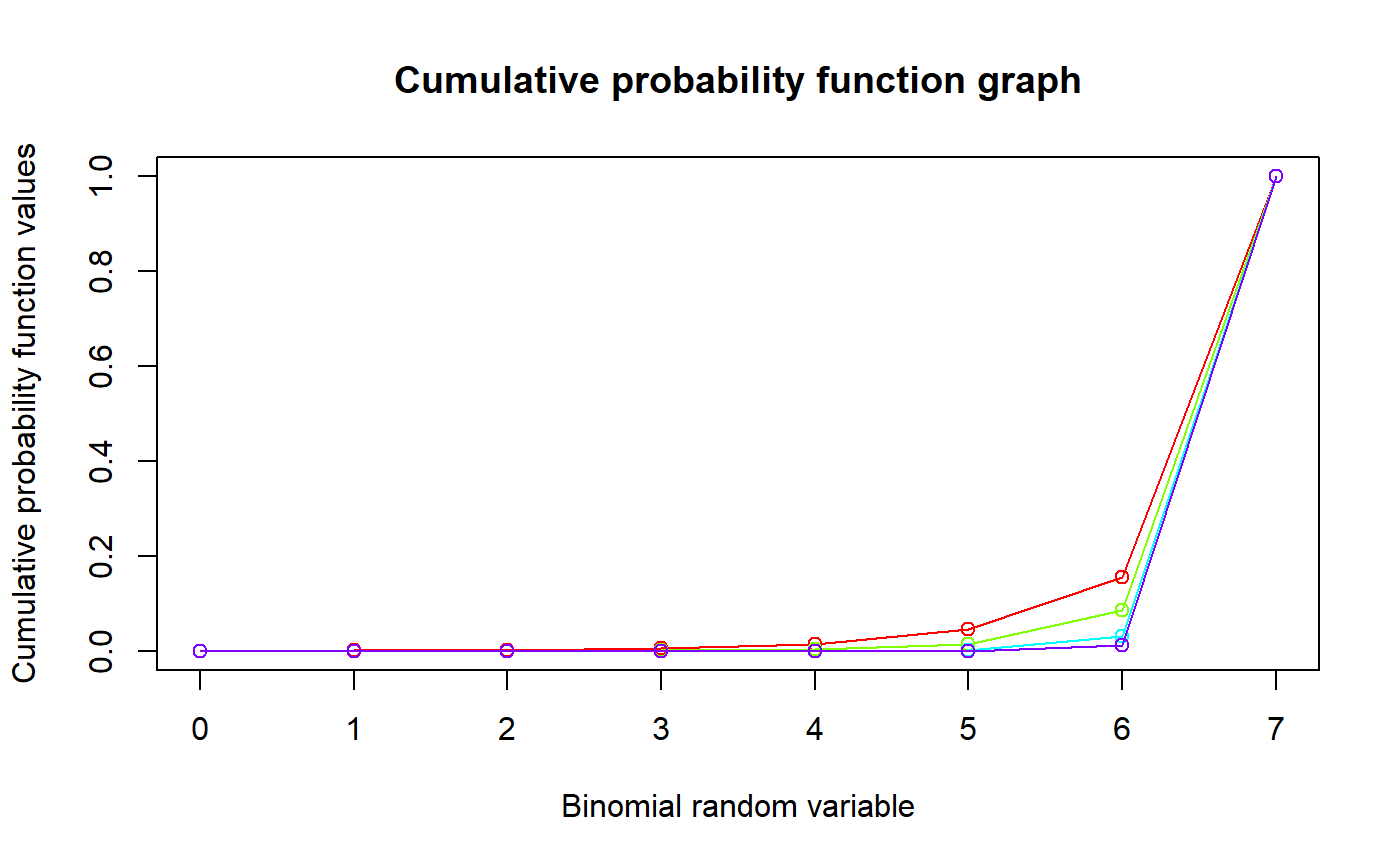 Cumulative probability function graph
Cumulative probability function values
1.0
0.8
0.6
0.4
0.2
0.0
0 1 2 3 4 5 6 7
Binomial random variable